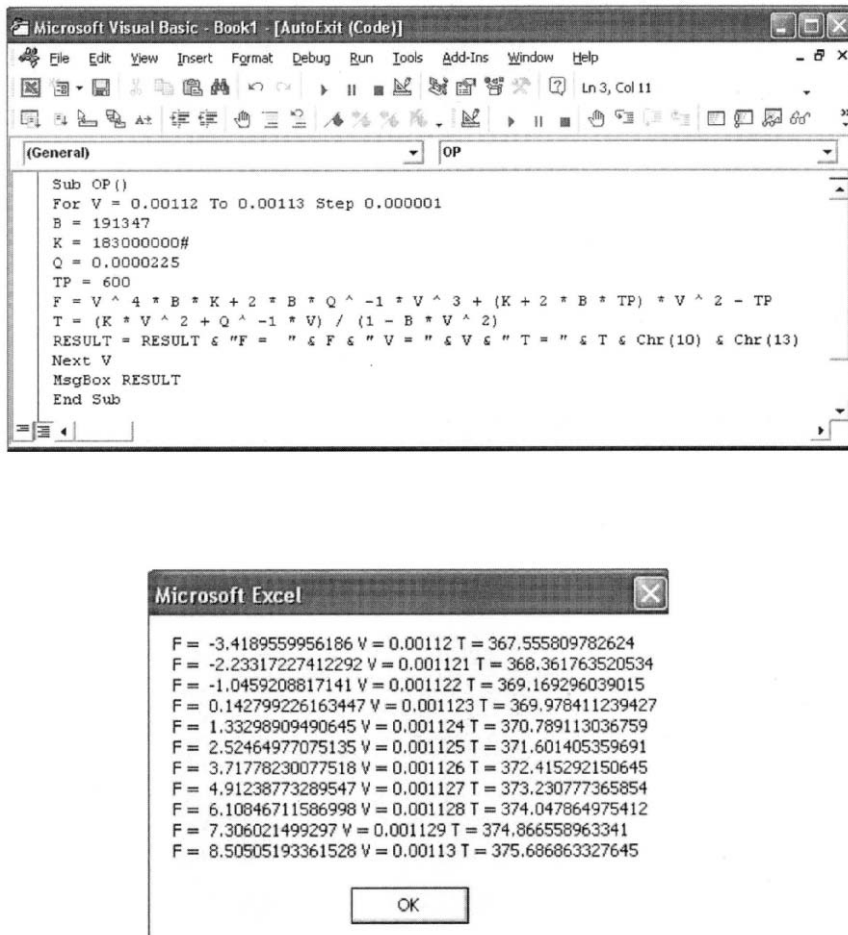 Microsoft Visual Basic - Book1 - [AutoExit (Code)]
File Edit View Insert Format Debug Run Tools Add-Ins Window Help
Ln 3, Col 11
(General) OP
Sub OP()
For V = 0.00112 To 0.00113 Step 0.000001
B = 191347
K = 183000000#
Q = 0.0000225
TP = 600
F = V ^ 4 * B * K + 2 * B * Q ^ -1 * V ^ 3 + (K + 2 * B * TP) * V ^ 2 - TP
T = (K * V ^ 2 + Q ^ -1 * V) / (1 - B * V ^ 2)
RESULT = RESULT & "F =  " & F & " V = " & V & " T = " & T & Chr(10) & Chr(13)
Next V
MsgBox RESULT
End Sub
Microsoft Excel
F = -3.4189559956186 V = 0.00112 T = 367.555809782624
F = -2.23317227412292 V = 0.001121 T = 368.361763520534
F = -1.0459208817141 V = 0.001122 T = 369.169296039015
F = 0.142799226163447 V = 0.001123 T = 369.978411239427
F = 1.33298909490645 V = 0.001124 T = 370.789113036759
F = 2.52464977075135 V = 0.001125 T = 371.601405359691
F = 3.71778230077518 V = 0.001126 T = 372.415292150645
F = 4.91238773289547 V = 0.001127 T = 373.230777365854
F = 6.10846711586998 V = 0.001128 T = 374.047864975412
F = 7.306021499297 V = 0.001129 T = 374.866558963341
F = 8.50505193361528 V = 0.00113 T = 375.686863327645
OK